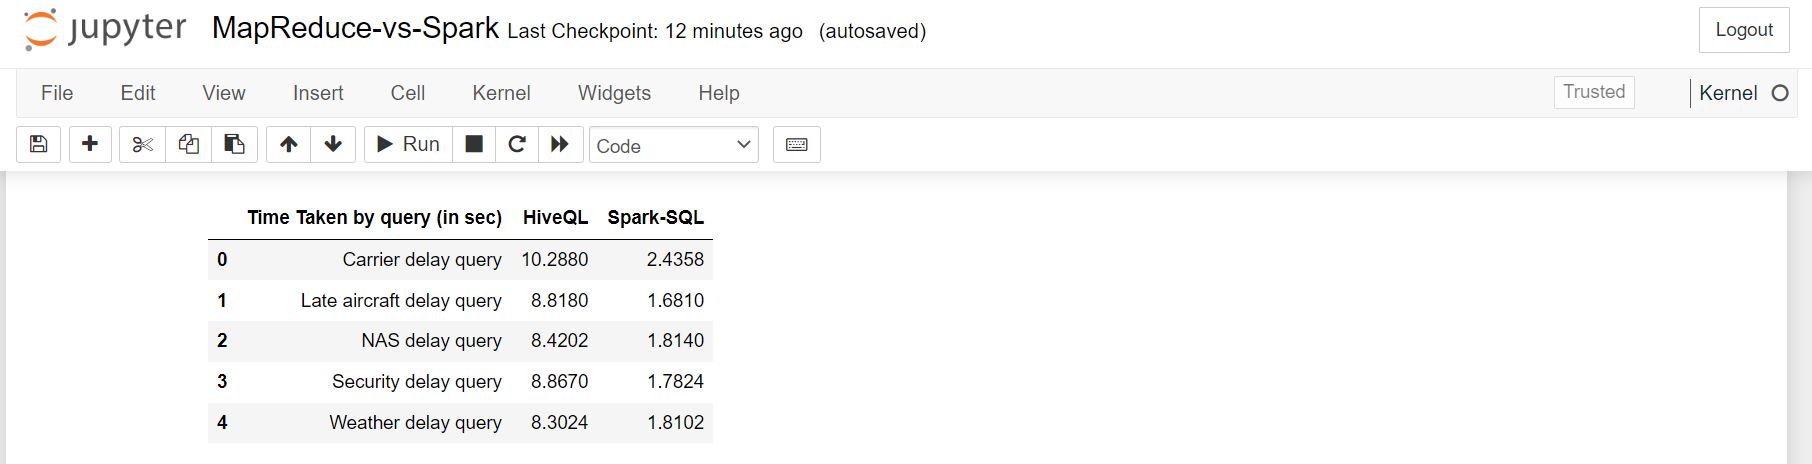 jupyter MapReduce-vs-Spark Last Checkpoint: 12 minutes ago (autosaved) Logout
File Edit View Insert Cell Kernel Widgets Help Trusted Kernel
Run Code
Time Taken by query (in sec) HiveQL Spark-SQL
0 Carrier delay query 10.2880 2.4358
1 Late aircraft delay query 8.8180 1.6810
2 NAS delay query 8.4202 1.8140
3 Security delay query 8.8670 1.7824
4 Weather delay query 8.3024 1.8102